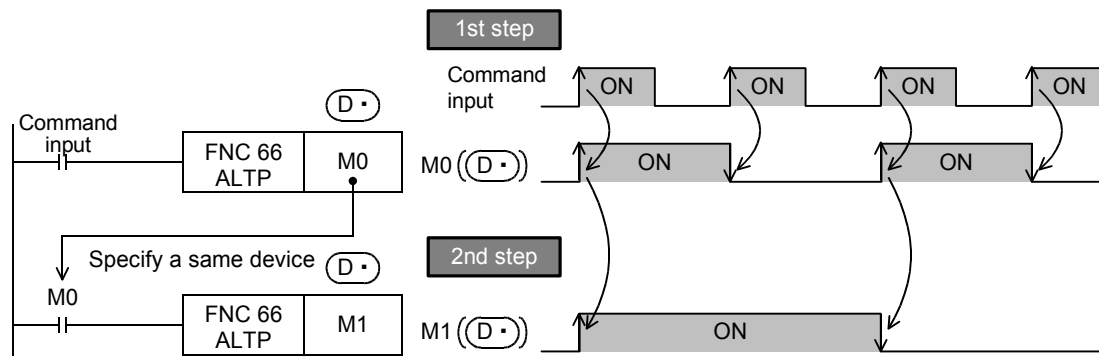 1st step
Command
input
ON ON ON ON
Command
input
D・
FNC 66
ALTP
M0
M0 (D・)
ON ON
Specify a same device D・
2nd step
M0
FNC 66
ALTP
M1
M1 (D・)
ON